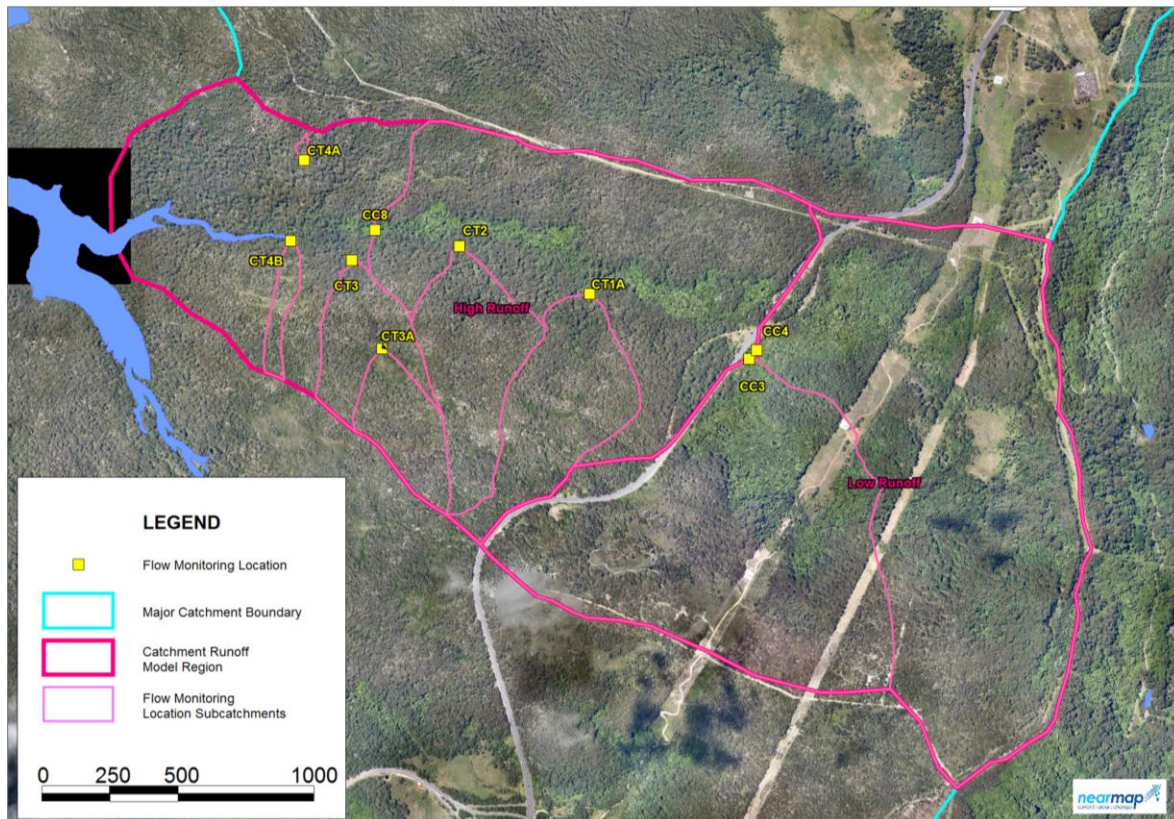 CT4A
CC8
CT2
CT4B
CT3
CT1A
High Runoff
CT3A
CC4
CC3
Low Runoff
LEGEND
Flow Monitoring Location
Major Catchment Boundary
Catchment Runoff
Model Region
Flow Monitoring
Location Subcatchments
0 250 500 1000
nearmap